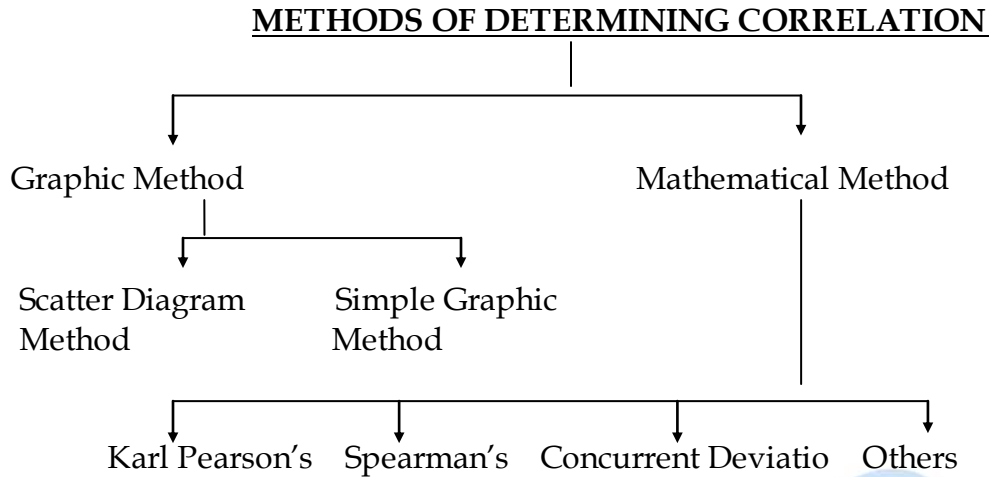 METHODS OF DETERMINING CORRELATION
Graphic Method
Mathematical Method
Scatter Diagram
Method
Simple Graphic
Method
Karl Pearson's
Spearman's
Concurrent Deviatio
Others